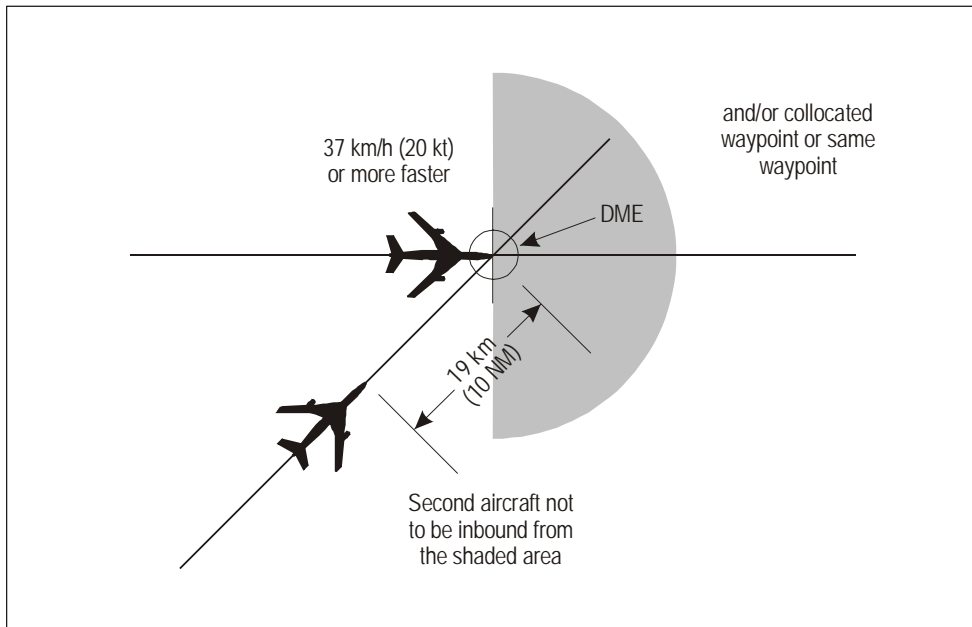 and/or collocated
waypoint or same
waypoint
37 km/h (20 kt)
or more faster
DME
19 km
(10 NM)
Second aircraft not
to be inbound from
the shaded area